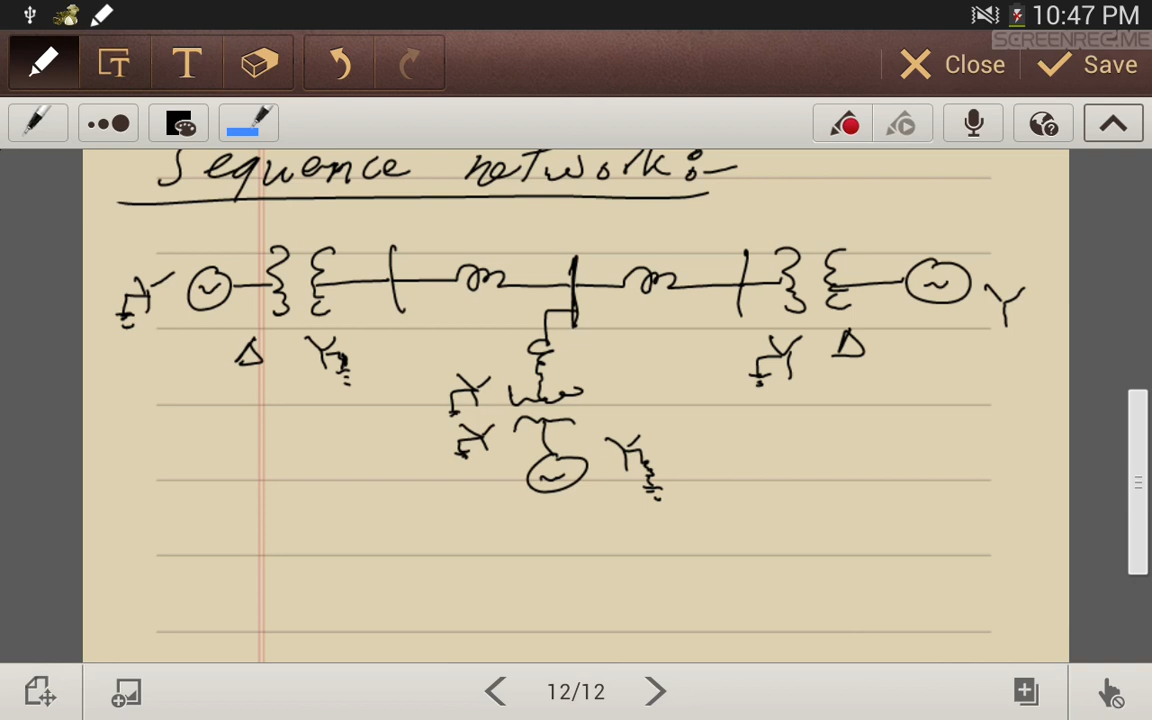 10:47 PM
SCREENREC.ME
T
T
Close
Save
Sequence network:-
~
~
Y
Δ
Y
Y
Δ
Y
Y
~
Y
12/12